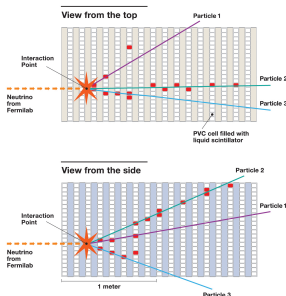 View from the top
Particle 1
Interaction
Point
Particle 2
Neutrino
from
Fermilab
Particle 3
PVC cell filled with
liquid scintillator
View from the side
Particle 2
Interaction
Point
Particle 1
Neutrino
from
Fermilab
1 meter
Particle 3